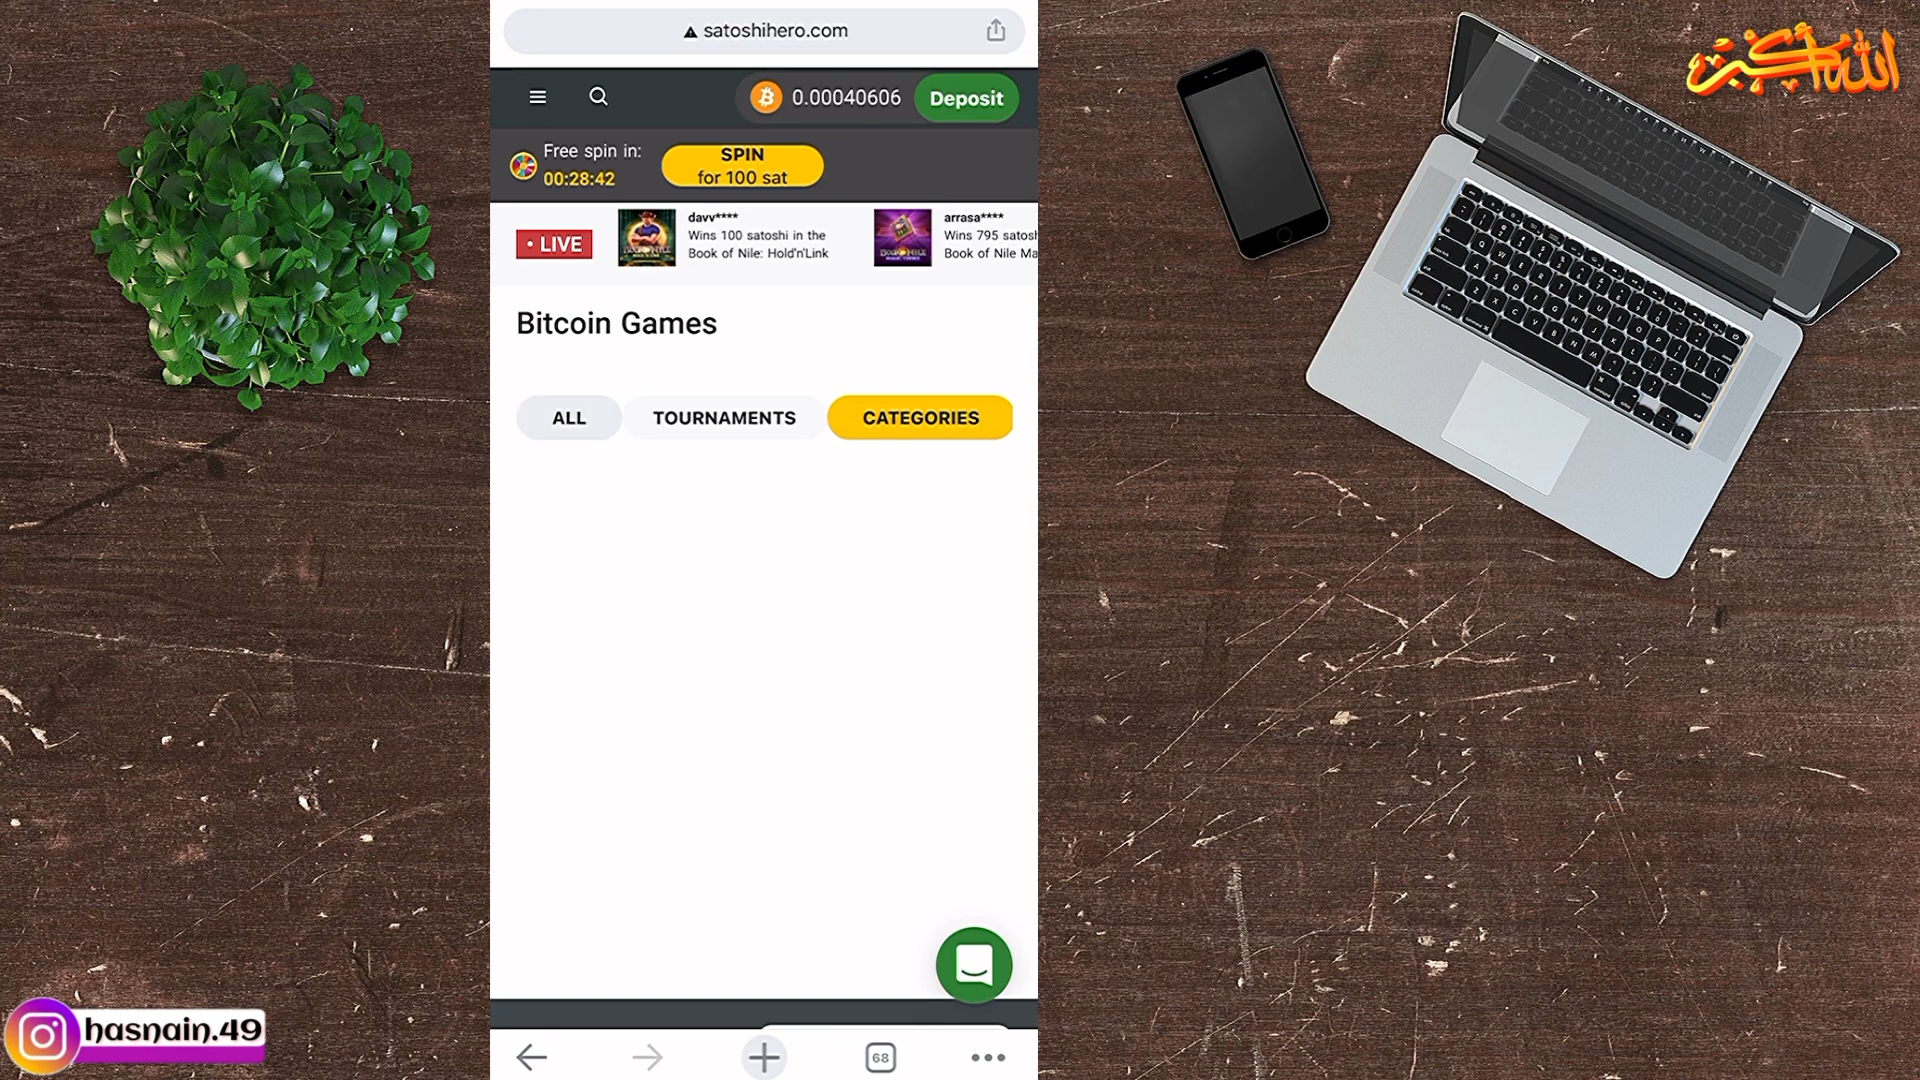 satoshihero.com
الله أكبر
0.00040606
Deposit
Free spin in:
00:28:42
SPIN
for 100 sat
• LIVE
davv****
Wins 100 satoshi in the
Book of Nile: Hold'n'Link
arrasa****
Wins 795 satosh
Book of Nile Ma
Bitcoin Games
ALL
TOURNAMENTS
CATEGORIES
hasnain.49
68